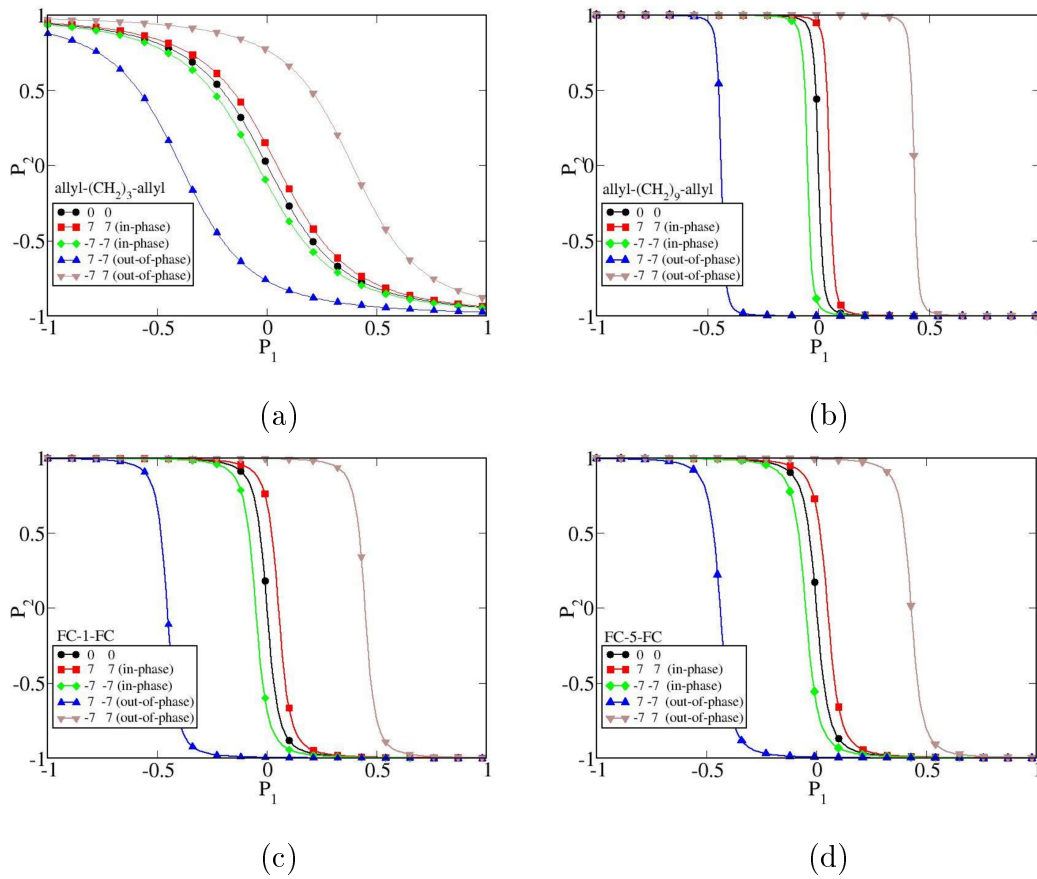 1
0.5
0
-0.5
-1
P2
-1
-0.5
0
0.5
1
P1
allyl-(CH2)3-allyl
0 0
7 7 (in-phase)
-7 -7 (in-phase)
7 -7 (out-of-phase)
-7 7 (out-of-phase)
(a)
1
0.5
0
-0.5
-1
P2
-1
-0.5
0
0.5
1
P1
allyl-(CH2)9-allyl
0 0
7 7 (in-phase)
-7 -7 (in-phase)
7 -7 (out-of-phase)
-7 7 (out-of-phase)
(b)
1
0.5
0
-0.5
-1
P2
-1
-0.5
0
0.5
1
P1
FC-1-FC
0 0
7 7 (in-phase)
-7 -7 (in-phase)
7 -7 (out-of-phase)
-7 7 (out-of-phase)
(c)
1
0.5
0
-0.5
-1
P2
-1
-0.5
0
0.5
1
P1
FC-5-FC
0 0
7 7 (in-phase)
-7 -7 (in-phase)
7 -7 (out-of-phase)
-7 7 (out-of-phase)
(d)